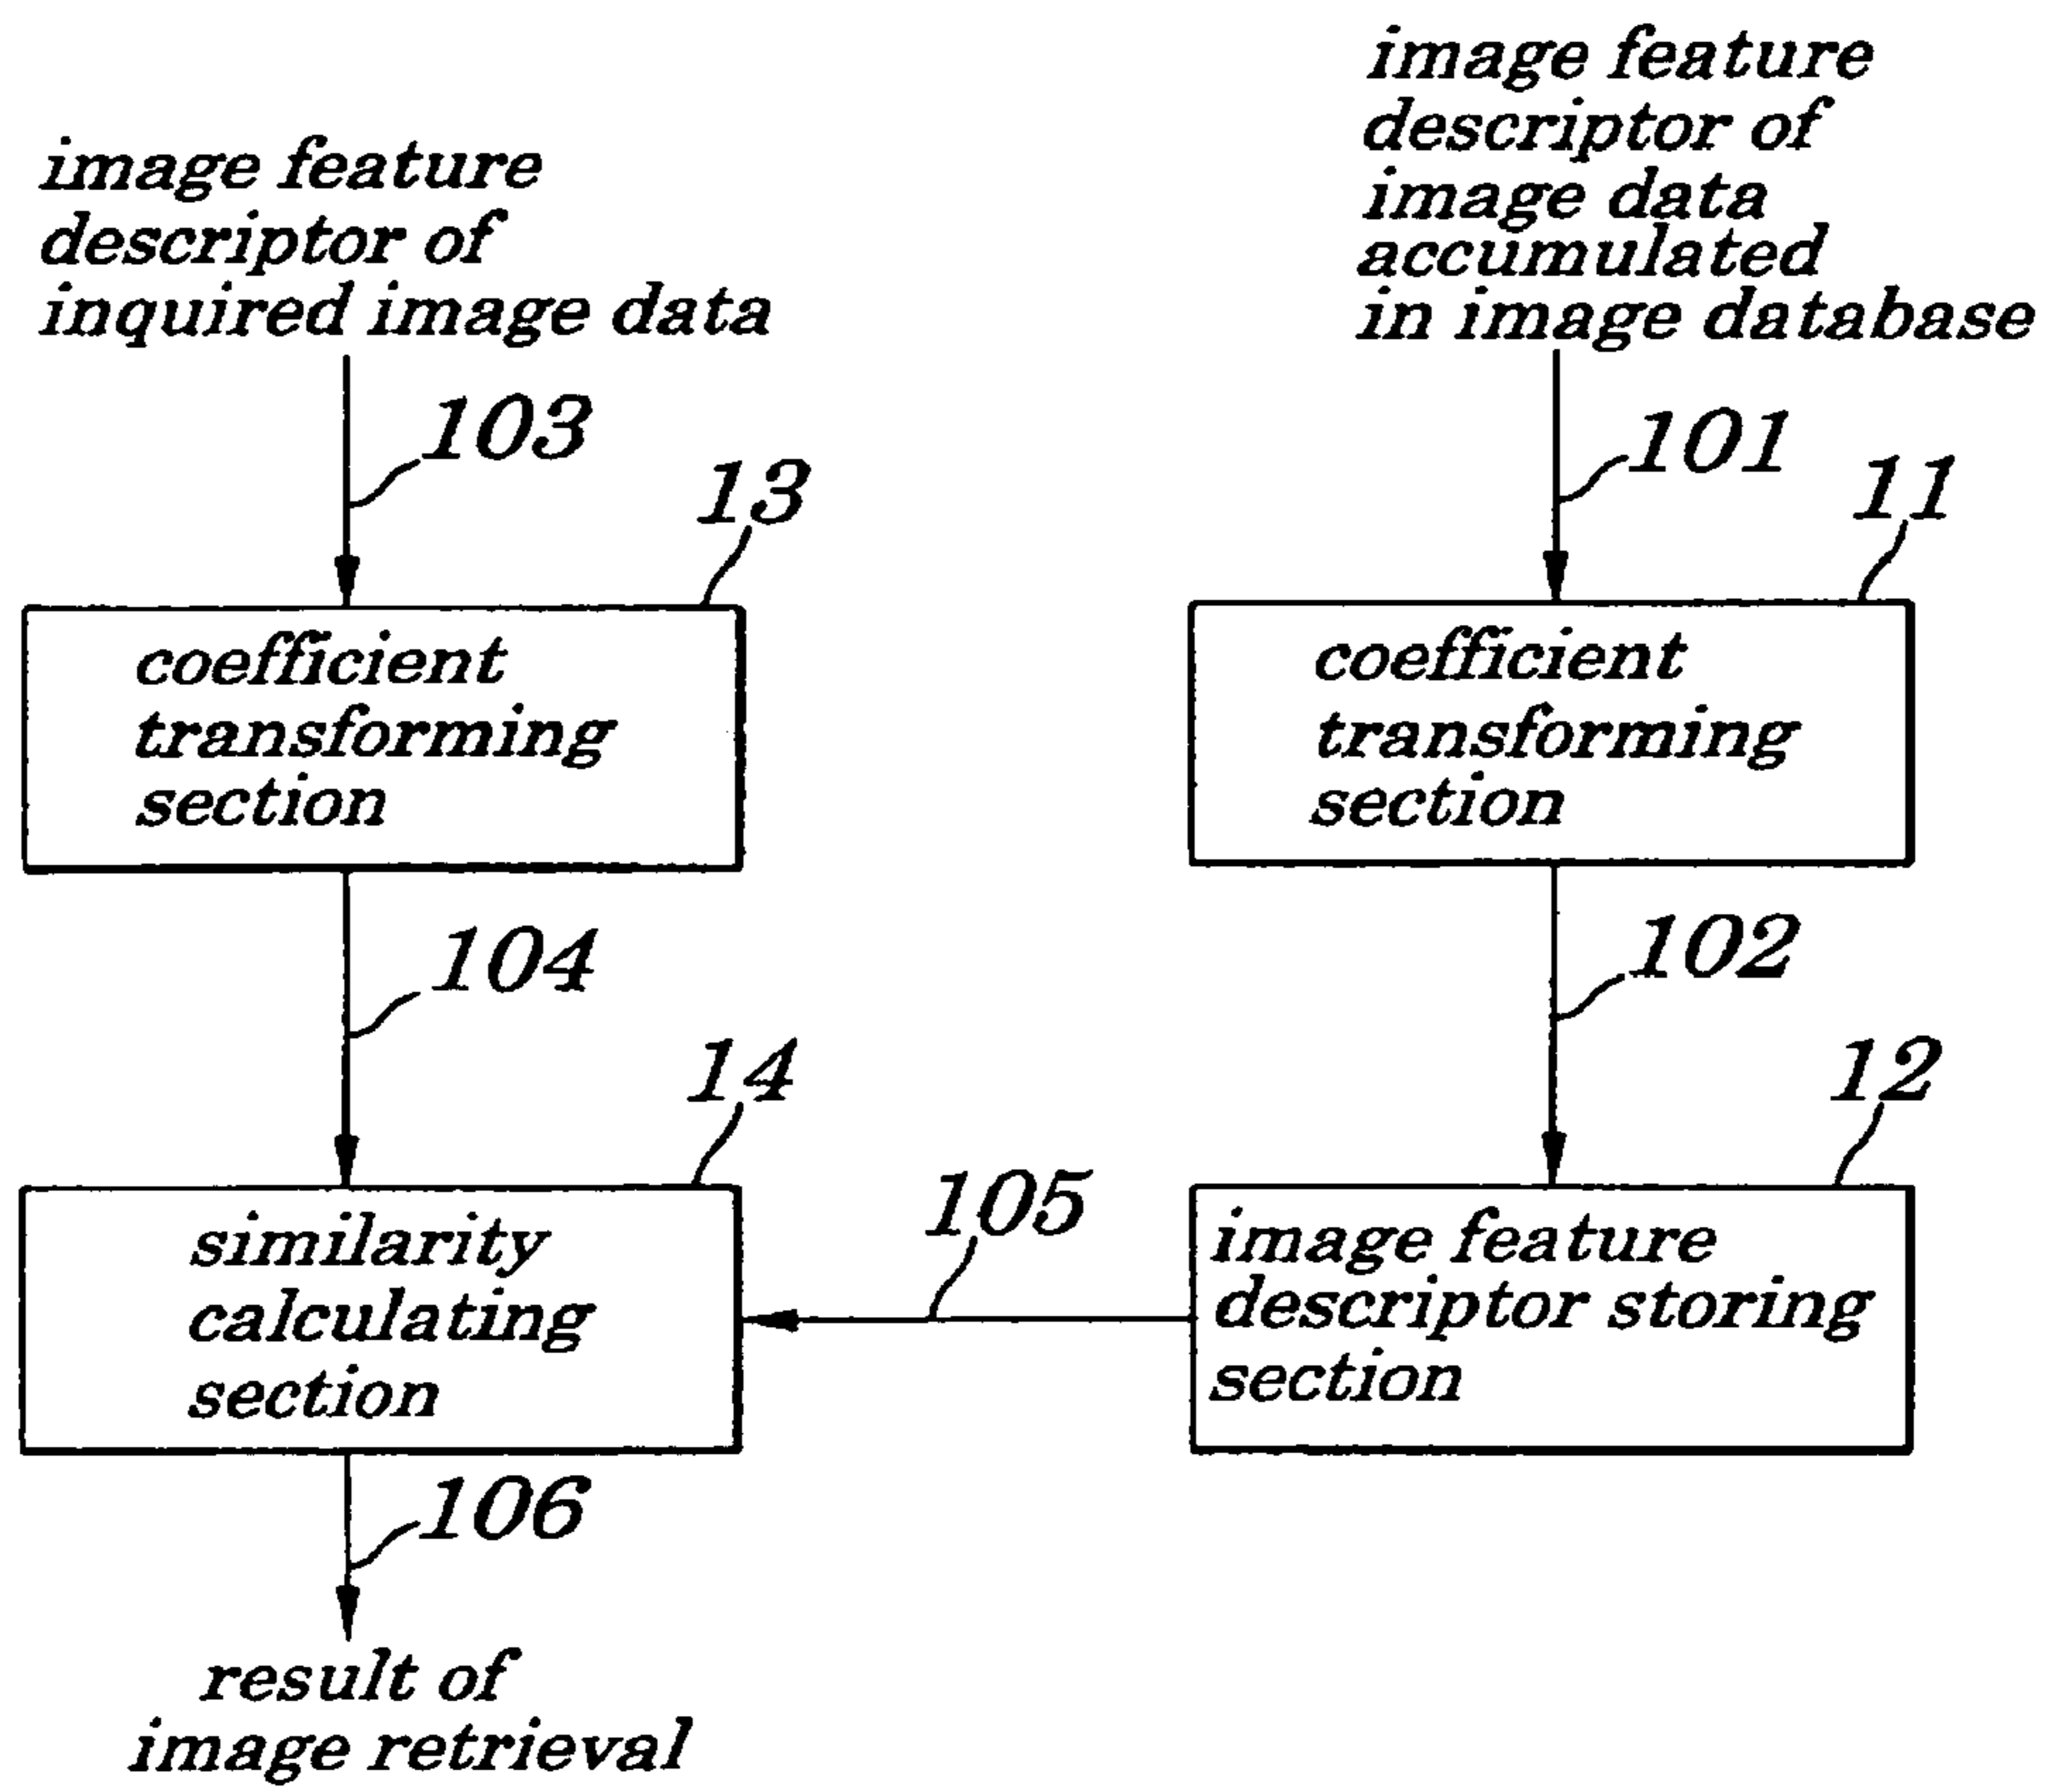 image feature
descriptor of
inquired image data
image feature
descriptor of
image data
accumulated
in image database
103
101
13
11
coefficient
transforming
section
coefficient
transforming
section
104
102
14
12
similarity
calculating
section
105
image feature
descriptor storing
section
106
result of
image retrieval